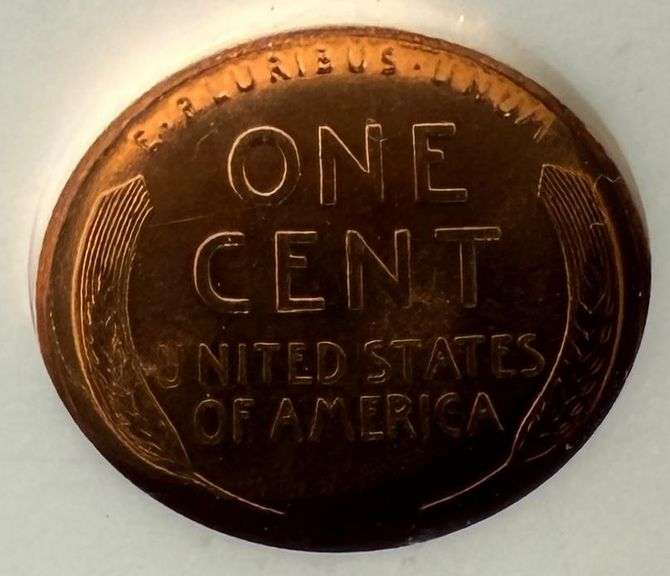 E · PLURIBUS · UNUM
ONE
CENT
UNITED STATES
OF AMERICA